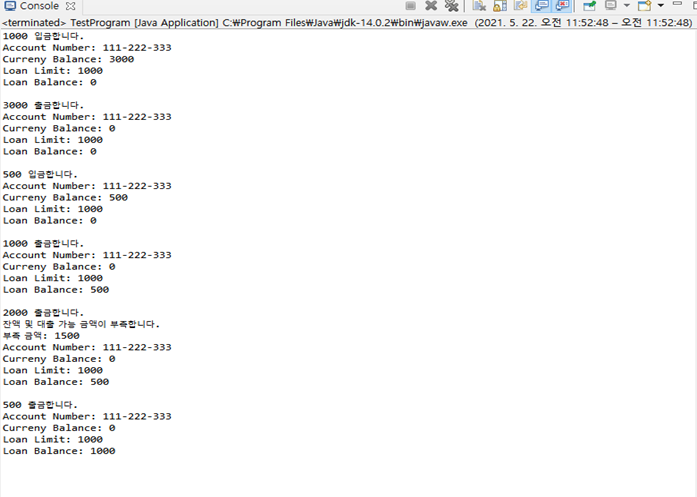 Console
<terminated> TestProgram [Java Application] C:₩Program Files₩Java₩jdk-14.0.2₩bin₩javaw.exe (2021. 5. 22. 오전 11:52:48 – 오전 11:52:48)
1000 입금합니다.
Account Number: 111-222-333
Curreny Balance: 3000
Loan Limit: 1000
Loan Balance: 0

3000 출금합니다.
Account Number: 111-222-333
Curreny Balance: 0
Loan Limit: 1000
Loan Balance: 0

500 입금합니다.
Account Number: 111-222-333
Curreny Balance: 500
Loan Limit: 1000
Loan Balance: 0

1000 출금합니다.
Account Number: 111-222-333
Curreny Balance: 0
Loan Limit: 1000
Loan Balance: 500

2000 출금합니다.
잔액 및 대출 가능 금액이 부족합니다.
부족 금액: 1500
Account Number: 111-222-333
Curreny Balance: 0
Loan Limit: 1000
Loan Balance: 500

500 출금합니다.
Account Number: 111-222-333
Curreny Balance: 0
Loan Limit: 1000
Loan Balance: 1000